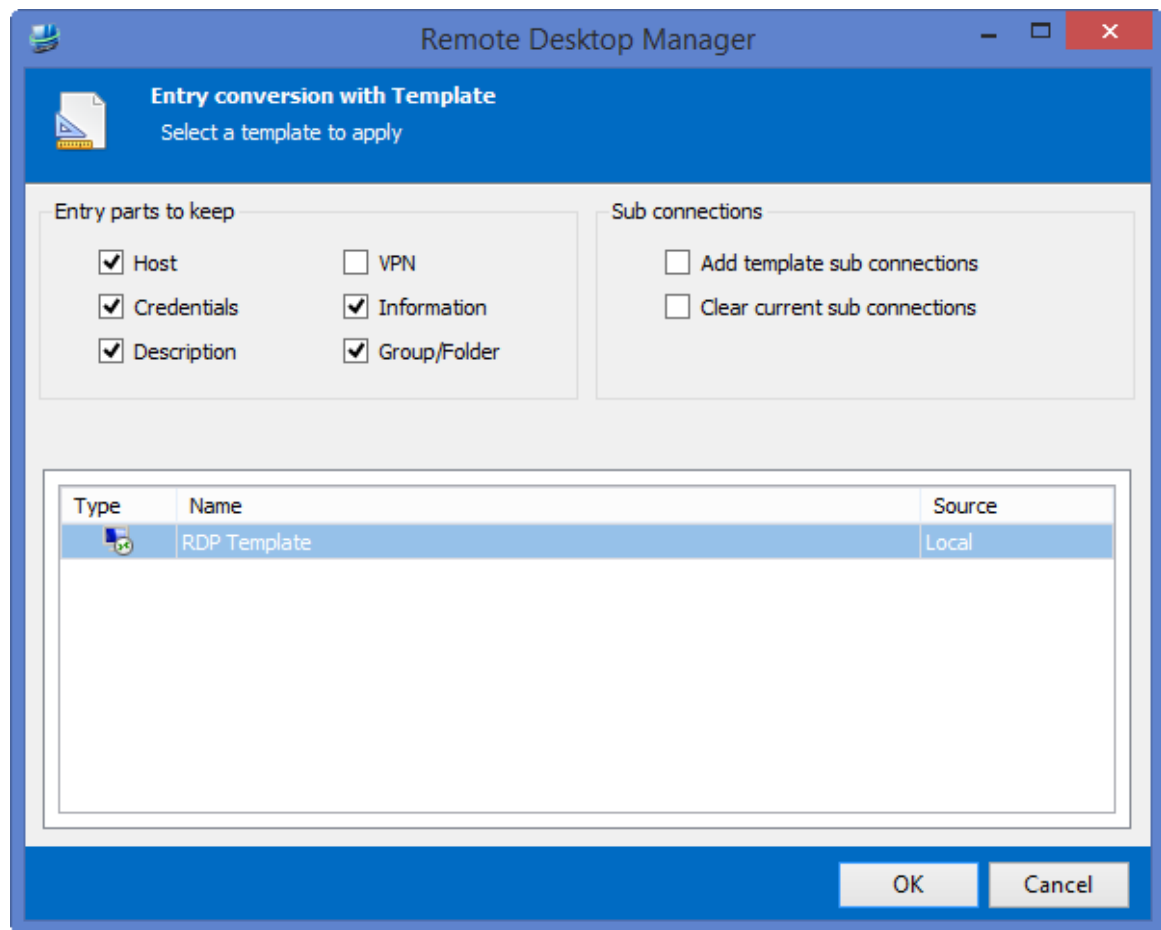 Remote Desktop Manager
Entry conversion with Template
Select a template to apply
Entry parts to keep
Host
VPN
Credentials
Information
Description
Group/Folder
Sub connections
Add template sub connections
Clear current sub connections
Type Name Source
RDP Template Local
OK Cancel